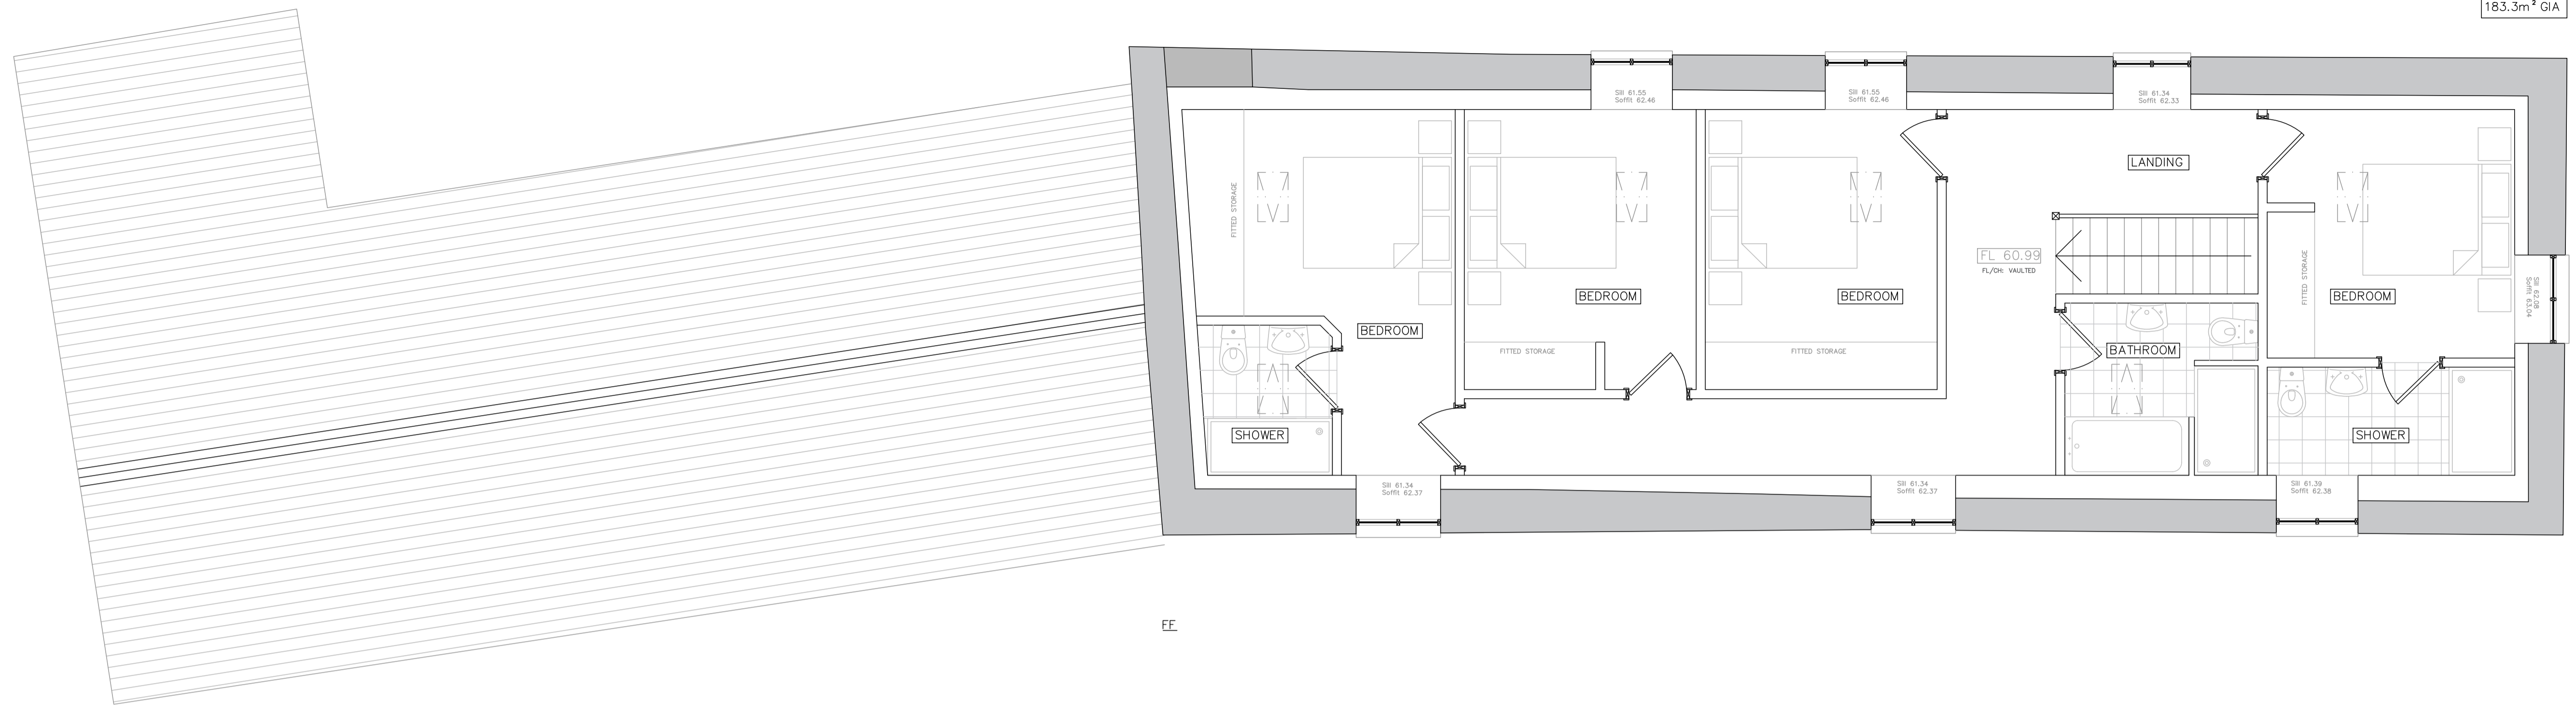 183.3m² GIA
Sill 61.55
Soffit 62.46
Sill 61.55
Soffit 62.46
Sill 61.34
Soffit 62.33
LANDING
FITTED STORAGE
FL 60.99
FL/CH: VAULTED
FITTED STORAGE
Sill 62.08
Soffit 63.04
BEDROOM
BEDROOM
BEDROOM
BEDROOM
FITTED STORAGE
FITTED STORAGE
BATHROOM
SHOWER
SHOWER
Sill 61.34
Soffit 62.37
Sill 61.34
Soffit 62.37
Sill 61.39
Soffit 62.38
FF